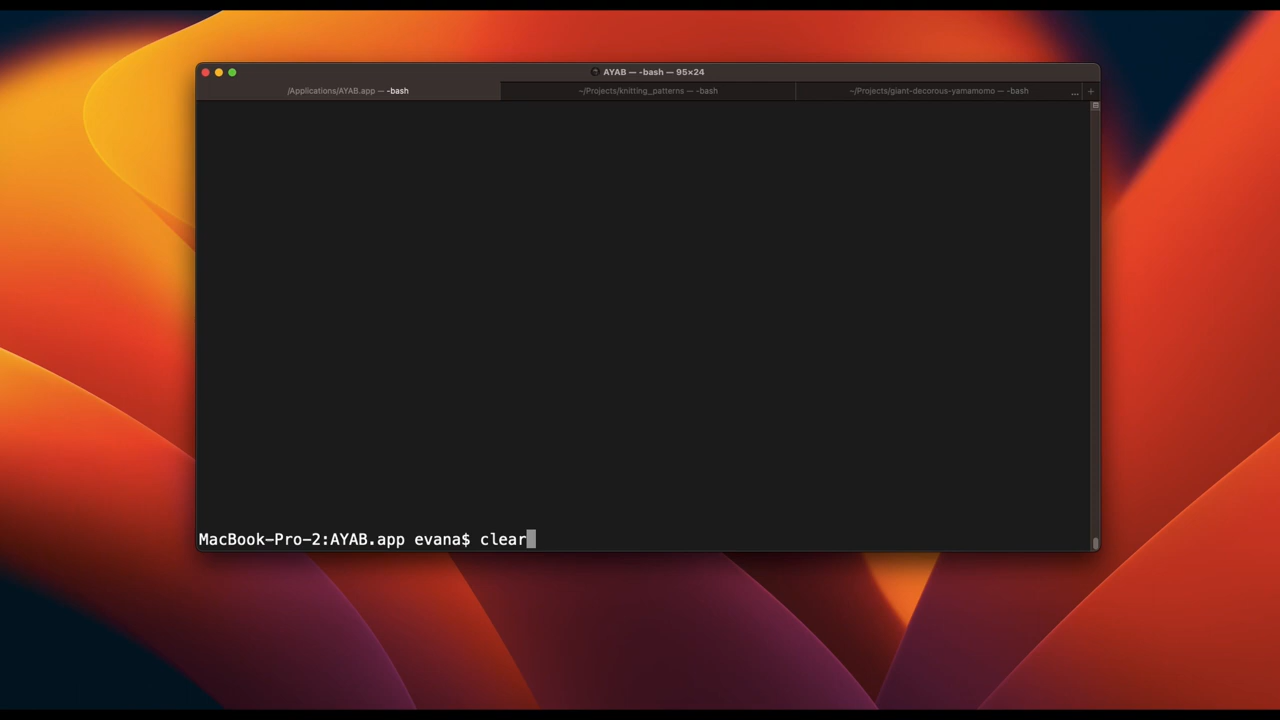 AYAB — -bash — 95×24
/Applications/AYAB.app — -bash
~/Projects/knitting_patterns — -bash
~/Projects/giant-decorous-yamamomo — -bash
... +
MacBook-Pro-2:AYAB.app evana$ clear